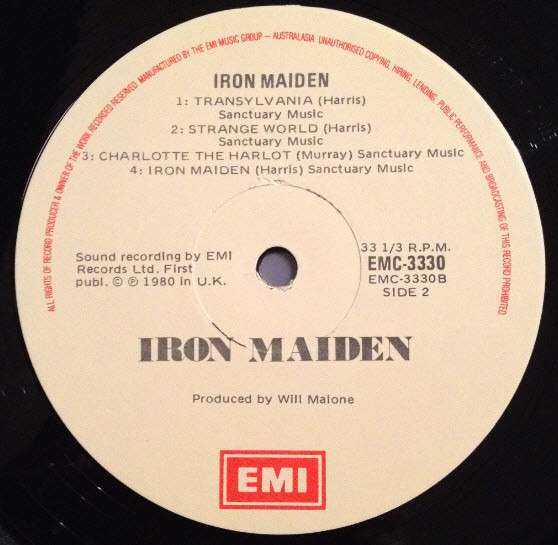 ALL RIGHTS OF RECORD PRODUCER & OWNER OF THE WORK RECORDED RESERVED. MANUFACTURED BY THE EMI MUSIC GROUP – AUSTRALASIA UNAUTHORISED COPYING, HIRING, LENDING, PUBLIC PERFORMANCE AND BROADCASTING OF THIS RECORD PROHIBITED.
IRON MAIDEN
1: TRANSYLVANIA (Harris)
Sanctuary Music
2: STRANGE WORLD (Harris)
Sanctuary Music
3: CHARLOTTE THE HARLOT (Murray) Sanctuary Music
4: IRON MAIDEN (Harris) Sanctuary Music
Sound recording by EMI
Records Ltd. First
publ. © ℗ 1980 in U.K.
33 1/3 R.P.M.
EMC-3330
EMC-3330B
SIDE 2
IRON MAIDEN
Produced by Will Malone
EMI